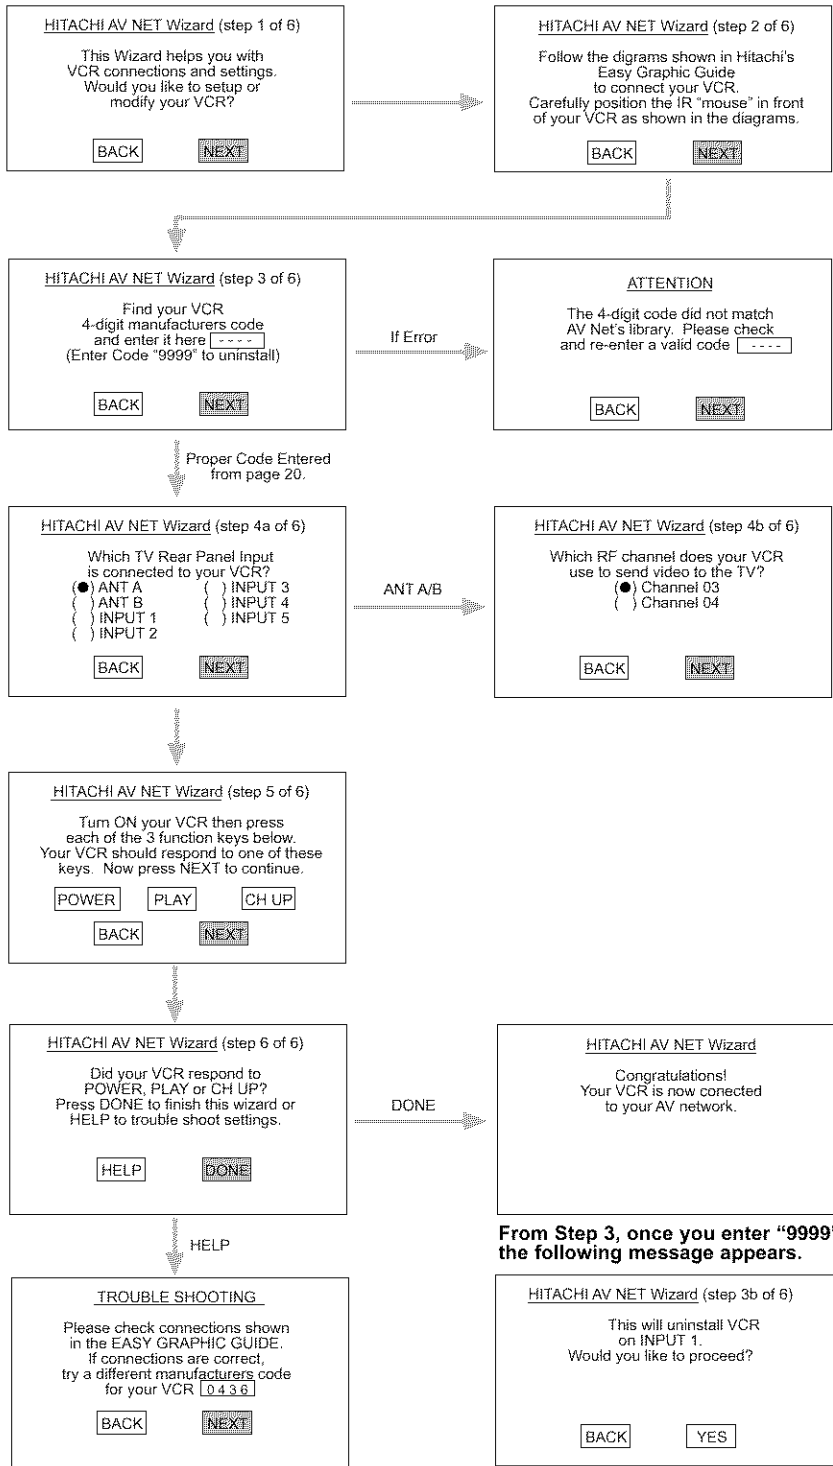 HITACHI AV NET Wizard (step 1 of 6)
This Wizard helps you with
VCR connections and settings.
Would you like to setup or
modify your VCR?
BACK NEXT
HITACHI AV NET Wizard (step 2 of 6)
Follow the digrams shown in Hitachi's
Easy Graphic Guide
to connect your VCR.
Carefully position the IR "mouse" in front
of your VCR as shown in the diagrams.
BACK NEXT
HITACHI AV NET Wizard (step 3 of 6)
Find your VCR
4-digit manufacturers code
and enter it here - - - -
(Enter Code "9999" to uninstall)
BACK NEXT
If Error
ATTENTION
The 4-digit code did not match
AV Net's library. Please check
and re-enter a valid code - - - -
BACK NEXT
Proper Code Entered
from page 20.
HITACHI AV NET Wizard (step 4a of 6)
Which TV Rear Panel Input
is connected to your VCR?
(●) ANT A ( ) INPUT 3
( ) ANT B ( ) INPUT 4
( ) INPUT 1 ( ) INPUT 5
( ) INPUT 2
BACK NEXT
ANT A/B
HITACHI AV NET Wizard (step 4b of 6)
Which RF channel does your VCR
use to send video to the TV?
(●) Channel 03
( ) Channel 04
BACK NEXT
HITACHI AV NET Wizard (step 5 of 6)
Turn ON your VCR then press
each of the 3 function keys below.
Your VCR should respond to one of these
keys. Now press NEXT to continue.
POWER PLAY CH UP
BACK NEXT
HITACHI AV NET Wizard (step 6 of 6)
Did your VCR respond to
POWER, PLAY or CH UP?
Press DONE to finish this wizard or
HELP to trouble shoot settings.
HELP DONE
DONE
HITACHI AV NET Wizard
Congratulations!
Your VCR is now conected
to your AV network.
HELP
TROUBLE SHOOTING
Please check connections shown
in the EASY GRAPHIC GUIDE.
If connections are correct,
try a different manufacturers code
for your VCR 0 4 3 6
BACK NEXT
From Step 3, once you enter "9999"
the following message appears.
HITACHI AV NET Wizard (step 3b of 6)
This will uninstall VCR
on INPUT 1.
Would you like to proceed?
BACK YES